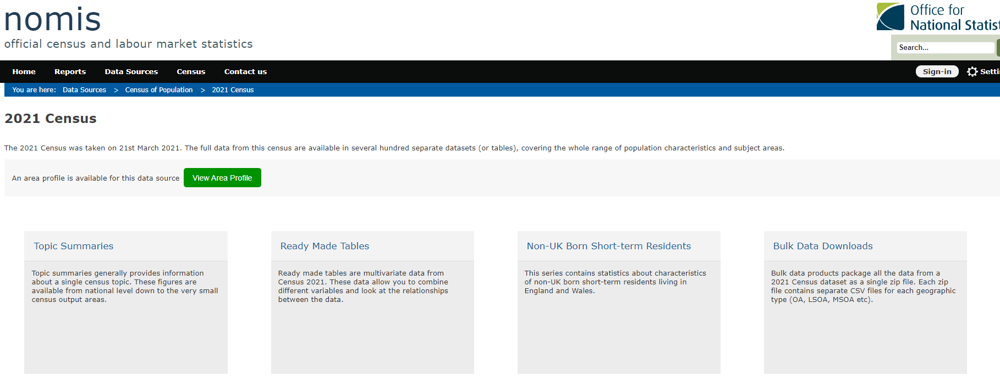 nomis
official census and labour market statistics
Office for
National Statist
Search...
Home Reports Data Sources Census Contact us
Sign-in Setti
You are here: Data Sources > Census of Population > 2021 Census
2021 Census
The 2021 Census was taken on 21st March 2021. The full data from this census are available in several hundred separate datasets (or tables), covering the whole range of population characteristics and subject areas.
An area profile is available for this data source View Area Profile
Topic Summaries
Topic summaries generally provides information
about a single census topic. These figures are
available from national level down to the very small
census output areas.
Ready Made Tables
Ready made tables are multivariate data from
Census 2021. These data allow you to combine
different variables and look at the relationships
between the data.
Non-UK Born Short-term Residents
This series contains statistics about characteristics
of non-UK born short-term residents living in
England and Wales.
Bulk Data Downloads
Bulk data products package all the data from a
2021 Census dataset as a single zip file. Each zip
file contains separate CSV files for each geographic
type (OA, LSOA, MSOA etc).